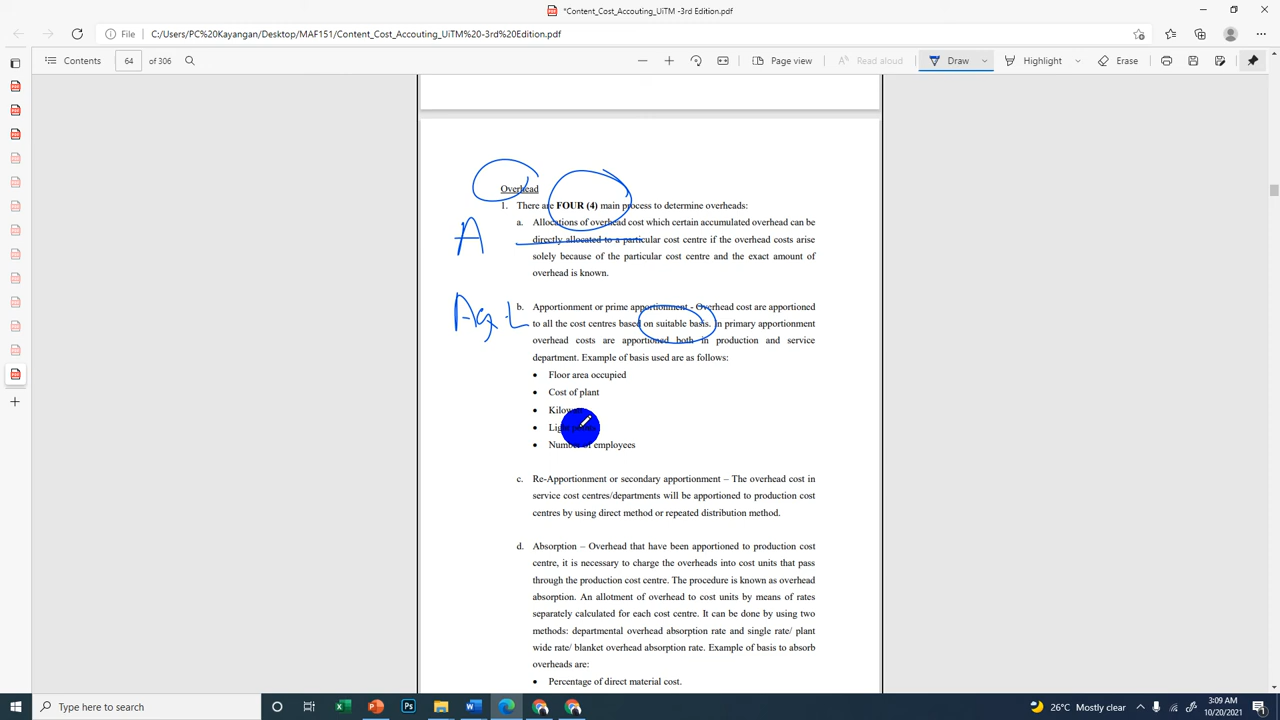 *Content_Cost_Accouting_UiTM -3rd Edition.pdf
File C:/Users/PC%20Kayangan/Desktop/MAF151/Content_Cost_Accouting_UiTM%20-3rd%20Edition.pdf
Contents 64 of 306 Page view Read aloud Draw Highlight Erase
Overhead
1. There are FOUR (4) main process to determine overheads:
a. Allocations of overhead cost which certain accumulated overhead can be
A
directly allocated to a particular cost centre if the overhead costs arise
solely because of the particular cost centre and the exact amount of
overhead is known.
b. Apportionment or prime apportionment - Overhead cost are apportioned
to all the cost centres based on suitable basis. In primary apportionment
overhead costs are apportioned both in production and service
department. Example of basis used are as follows:
• Floor area occupied
• Cost of plant
•
• Light
• Number of employees
c. Re-Apportionment or secondary apportionment – The overhead cost in
service cost centres/departments will be apportioned to production cost
centres by using direct method or repeated distribution method.
d. Absorption – Overhead that have been apportioned to production cost
centre, it is necessary to charge the overheads into cost units that pass
through the production cost centre. The procedure is known as overhead
absorption. An allotment of overhead to cost units by means of rates
separately calculated for each cost centre. It can be done by using two
methods: departmental overhead absorption rate and single rate/ plant
wide rate/ blanket overhead absorption rate. Example of basis to absorb
overheads are:
• Percentage of direct material cost.
Type here to search
26°C Mostly clear
3:09 AM
10/20/2021